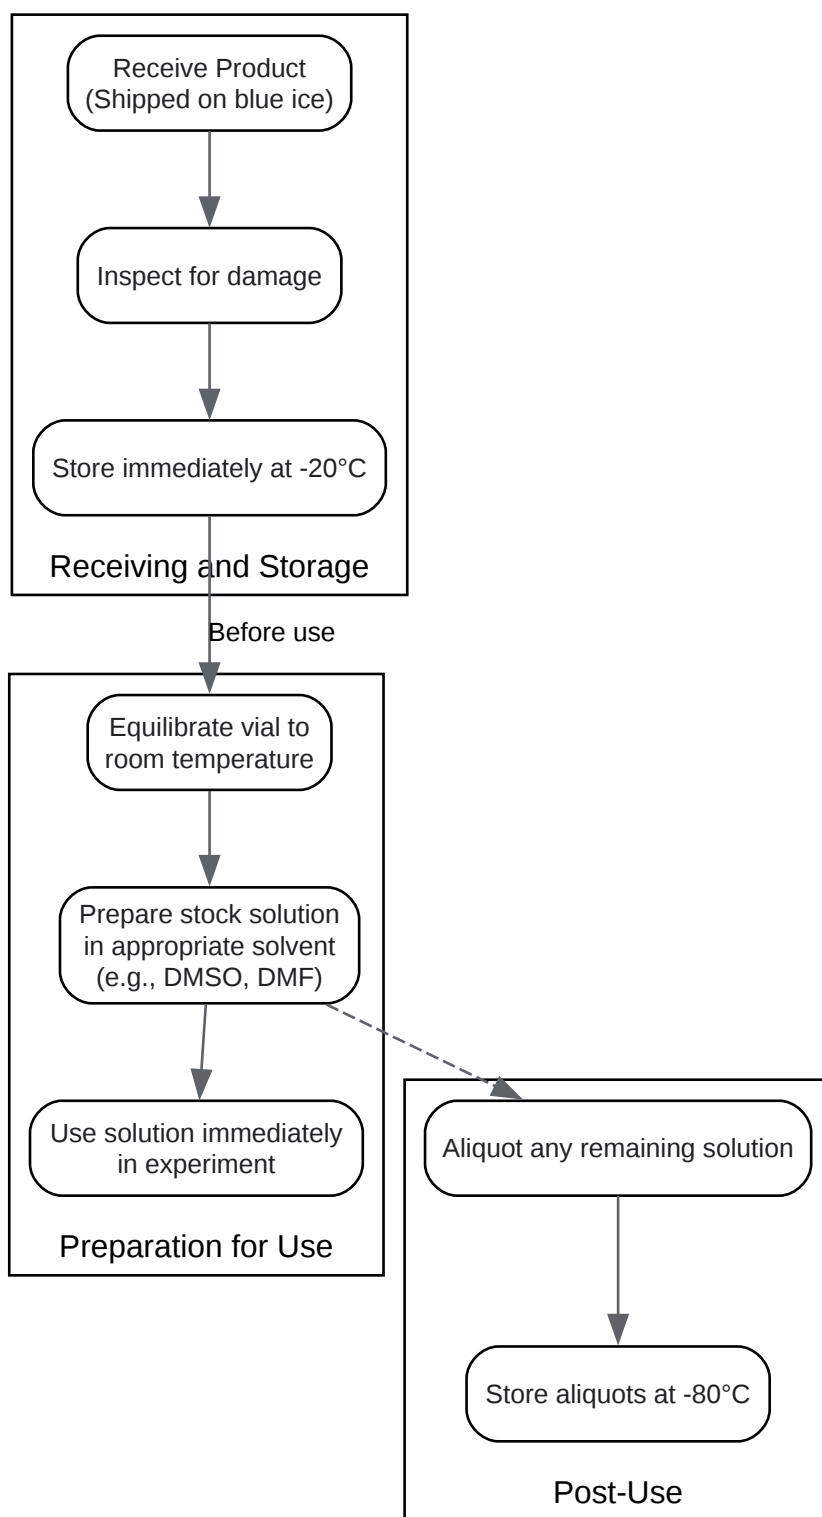 Receive Product
(Shipped on blue ice)
Inspect for damage
Store immediately at -20°C
Receiving and Storage
Before use
Equilibrate vial to
room temperature
Prepare stock solution
in appropriate solvent
(e.g., DMSO, DMF)
Use solution immediately
in experiment
Preparation for Use
Aliquot any remaining solution
Store aliquots at -80°C
Post-Use